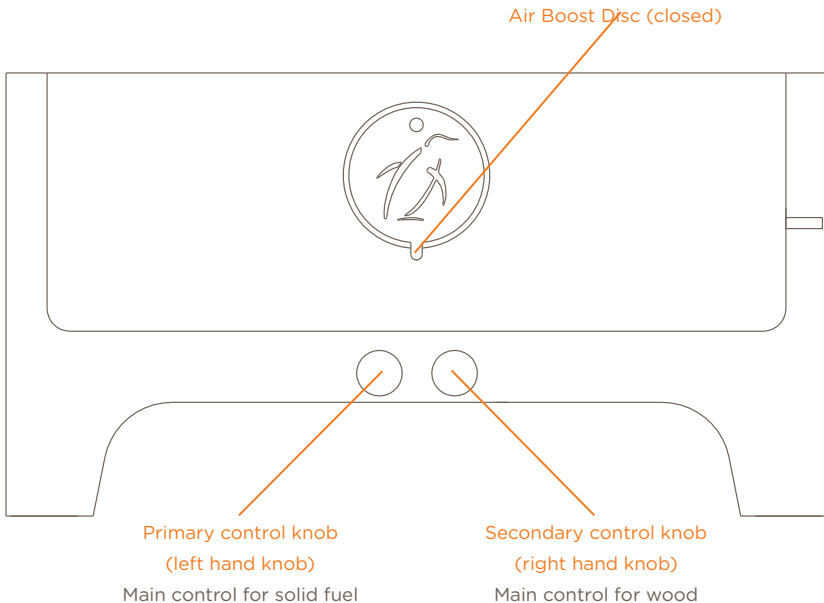 Air Boost Disc (closed)
Primary control knob
(left hand knob)
Main control for solid fuel
Secondary control knob
(right hand knob)
Main control for wood